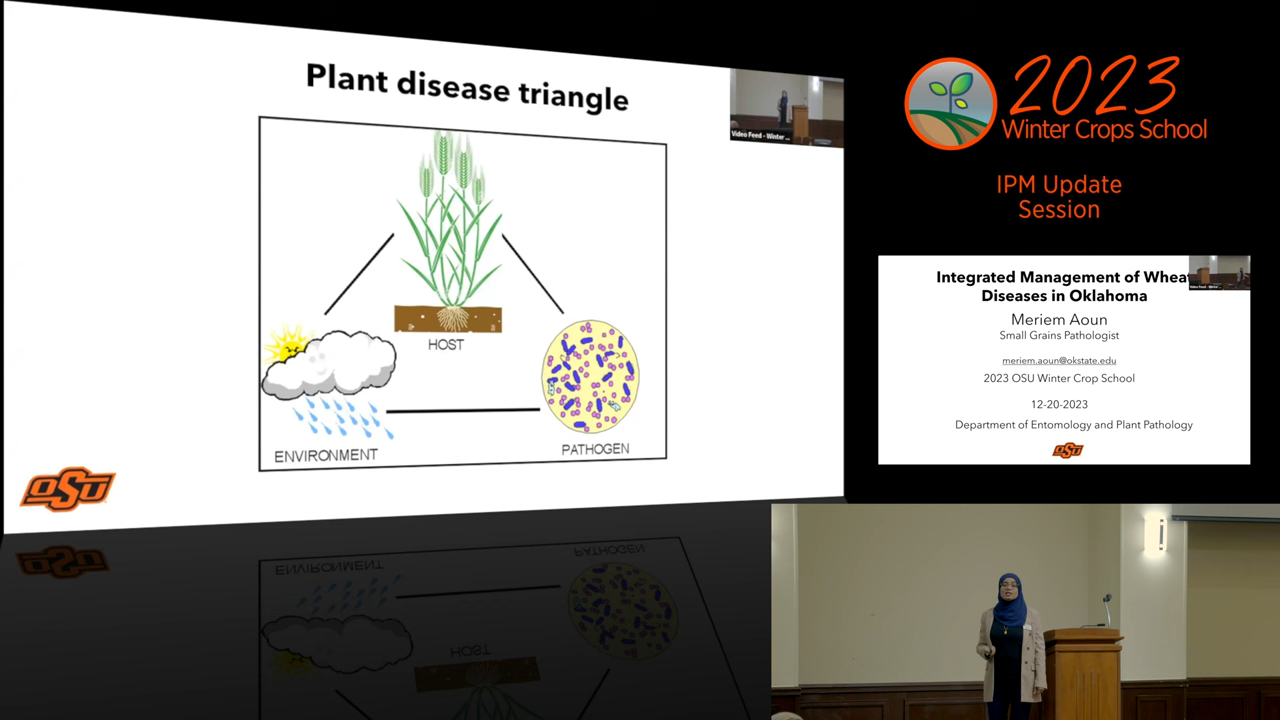 Plant disease triangle
Video Feed - Winter ...
HOST
ENVIRONMENT
PATHOGEN
OSU
2023
Winter Crops School
IPM Update
Session
Integrated Management of Whea
Diseases in Oklahoma
Meriem Aoun
Small Grains Pathologist
meriem.aoun@okstate.edu
2023 OSU Winter Crop School
12-20-2023
Department of Entomology and Plant Pathology
OSU